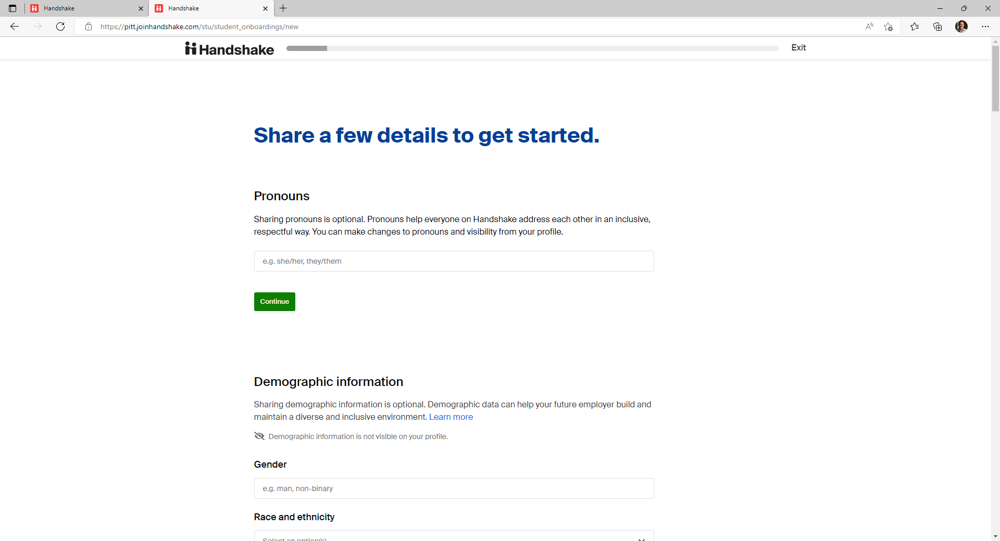 Handshake
Handshake
https://pitt.joinhandshake.com/stu/student_onboardings/new
Handshake
Exit
Share a few details to get started.
Pronouns
Sharing pronouns is optional. Pronouns help everyone on Handshake address each other in an inclusive,
respectful way. You can make changes to pronouns and visibility from your profile.
e.g. she/her, they/them
Continue
Demographic information
Sharing demographic information is optional. Demographic data can help your future employer build and
maintain a diverse and inclusive environment. Learn more
Demographic information is not visible on your profile.
Gender
e.g. man, non-binary
Race and ethnicity
Select an option(s)